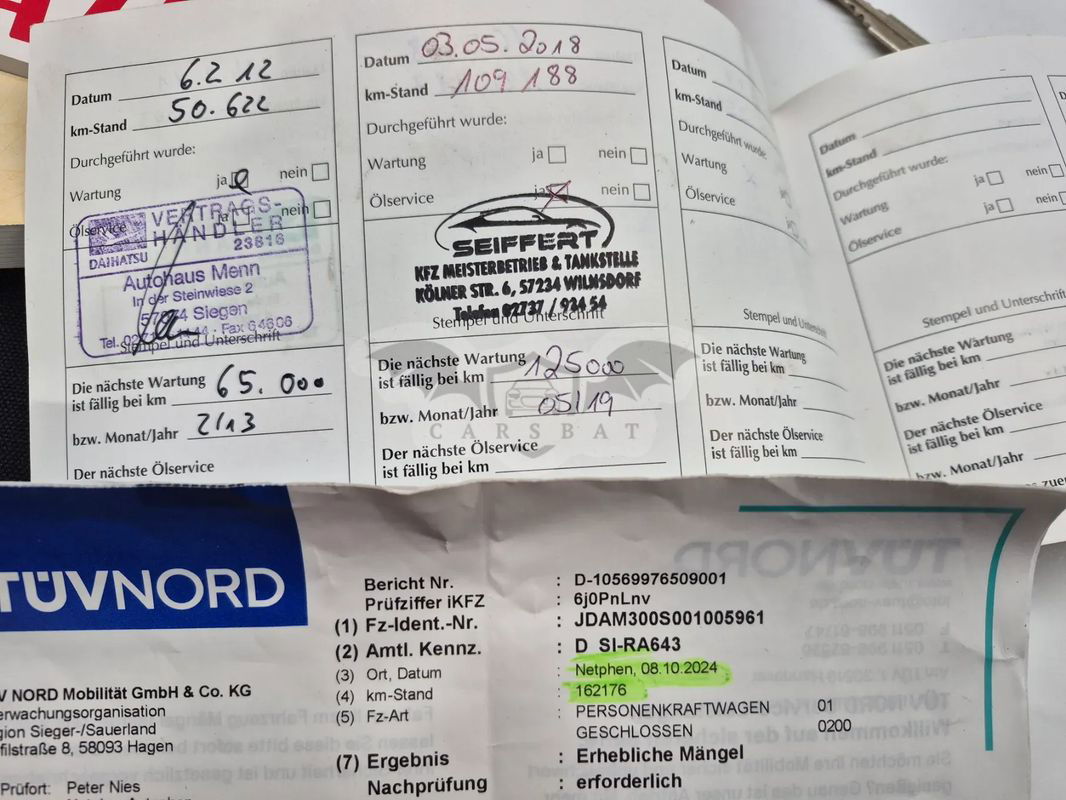 Datum 6.2 12
km-Stand 50.622
Durchgeführt wurde:
Wartung ja nein
Ölservice ja nein
VERTRAGS-
HÄNDLER
23818
DAIHATSU
Autohaus Menn
In der Steinwiese 2
Siegen
Fax 64606
Stempel und Unterschrift
Die nächste Wartung
ist fällig bei km 65.000
bzw. Monat/Jahr 2/13
Der nächste Ölservice
Datum 03.05.2018
km-Stand 109 188
Durchgeführt wurde:
Wartung ja nein
Ölservice ja nein
SEIFFERT
KFZ MEISTERBETRIEB & TANKSTELLE
KÖLNER STR. 6, 57234 WILNSDORF
Telefon 02737 / 934 54
Stempel und Unterschrift
Die nächste Wartung
ist fällig bei km 125000
bzw. Monat/Jahr 05/19
CARSBAT
Der nächste Ölservice
ist fällig bei km
Datum
km-Stand
Durchgeführt wurde:
Wartung
Ölservice
Stempel und Unterschrift
Die nächste Wartung
ist fällig bei km
bzw. Monat/Jahr
Der nächste Ölservice
ist fällig bei km
Datum
km-Stand
Durchgeführt wurde:
Wartung ja nein
Ölservice ja nein
Stempel und Unterschrift
Die nächste Wartung
ist fällig bei km
bzw. Monat/Jahr
Der nächste Ölservice
ist fällig bei km
bzw. Monat/Jahr
TÜVNORD
V NORD Mobilität GmbH & Co. KG
erwachungsorganisation
gion Sieger-/Sauerland
filstraße 8, 58093 Hagen
Prüfort: Peter Nies
Bericht Nr. : D-10569976509001
Prüfziffer iKFZ : 6j0PnLnv
(1) Fz-Ident.-Nr. : JDAM300S001005961
(2) Amtl. Kennz. : D SI-RA643
(3) Ort, Datum : Netphen, 08.10.2024
(4) km-Stand : 162176
(5) Fz-Art : PERSONENKRAFTWAGEN 01
GESCHLOSSEN 0200
(7) Ergebnis : Erhebliche Mängel
Nachprüfung : erforderlich